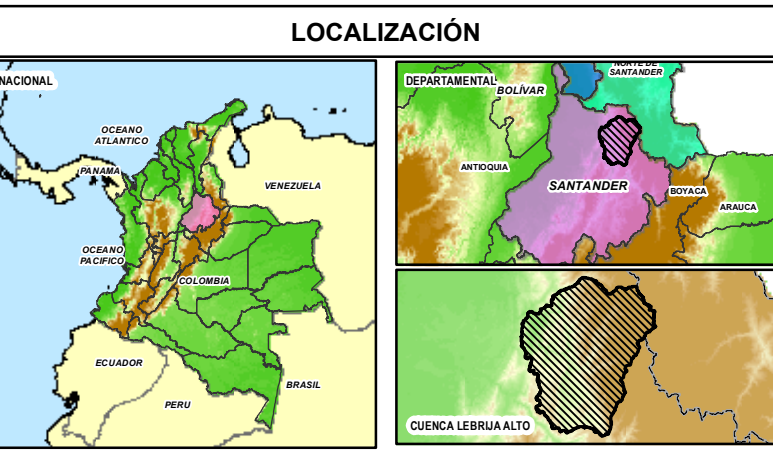 LOCALIZACIÓN
NACIONAL
OCEANO
ATLANTICO
PANAMA
VENEZUELA
OCEANO
PACIFICO
COLOMBIA
ECUADOR
PERU
BRASIL
DEPARTAMENTAL
BOLÍVAR
NORTE DE
SANTANDER
ANTIOQUIA
SANTANDER
BOYACA
ARAUCA
CUENCA LEBRIJA ALTO